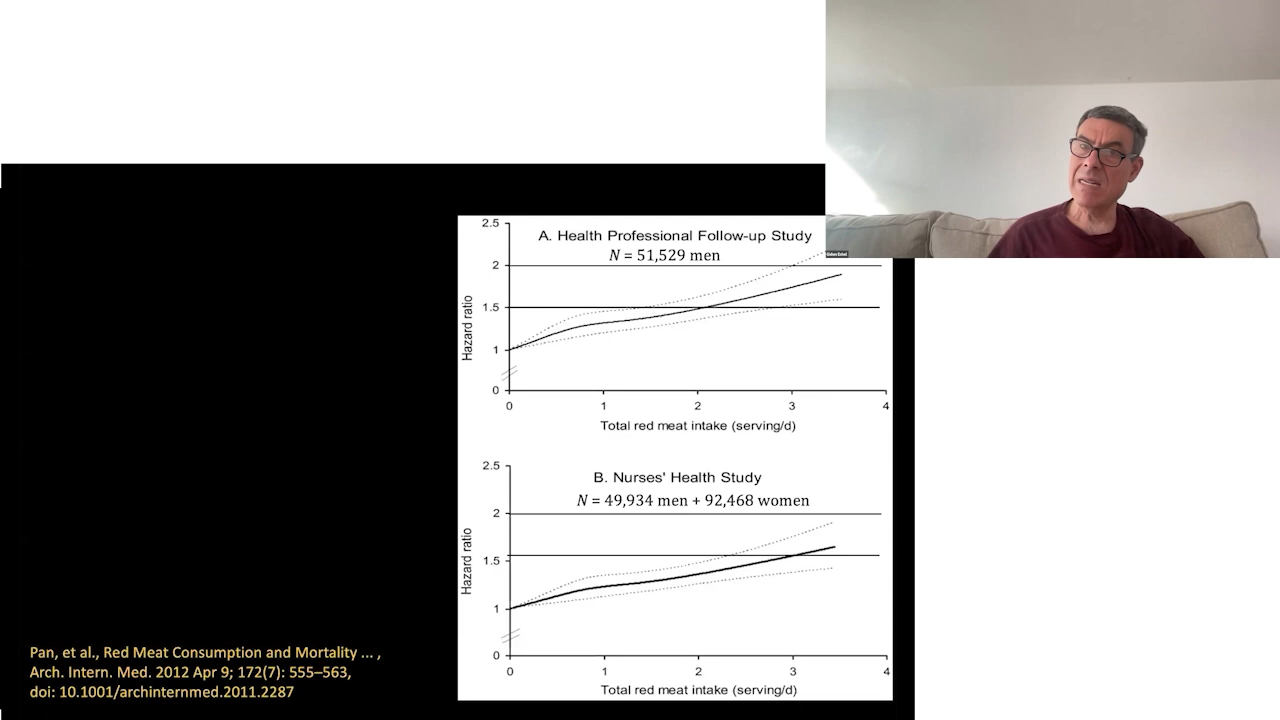 2.5
A. Health Professional Follow-up Study
N = 51,529 men
2
1.5
Hazard ratio
1
0
0 1 2 3 4
Total red meat intake (serving/d)
2.5
B. Nurses' Health Study
N = 49,934 men + 92,468 women
2
1.5
Hazard ratio
1
0
0 1 2 3 4
Total red meat intake (serving/d)
Pan, et al., Red Meat Consumption and Mortality ... ,
Arch. Intern. Med. 2012 Apr 9; 172(7): 555–563,
doi: 10.1001/archinternmed.2011.2287